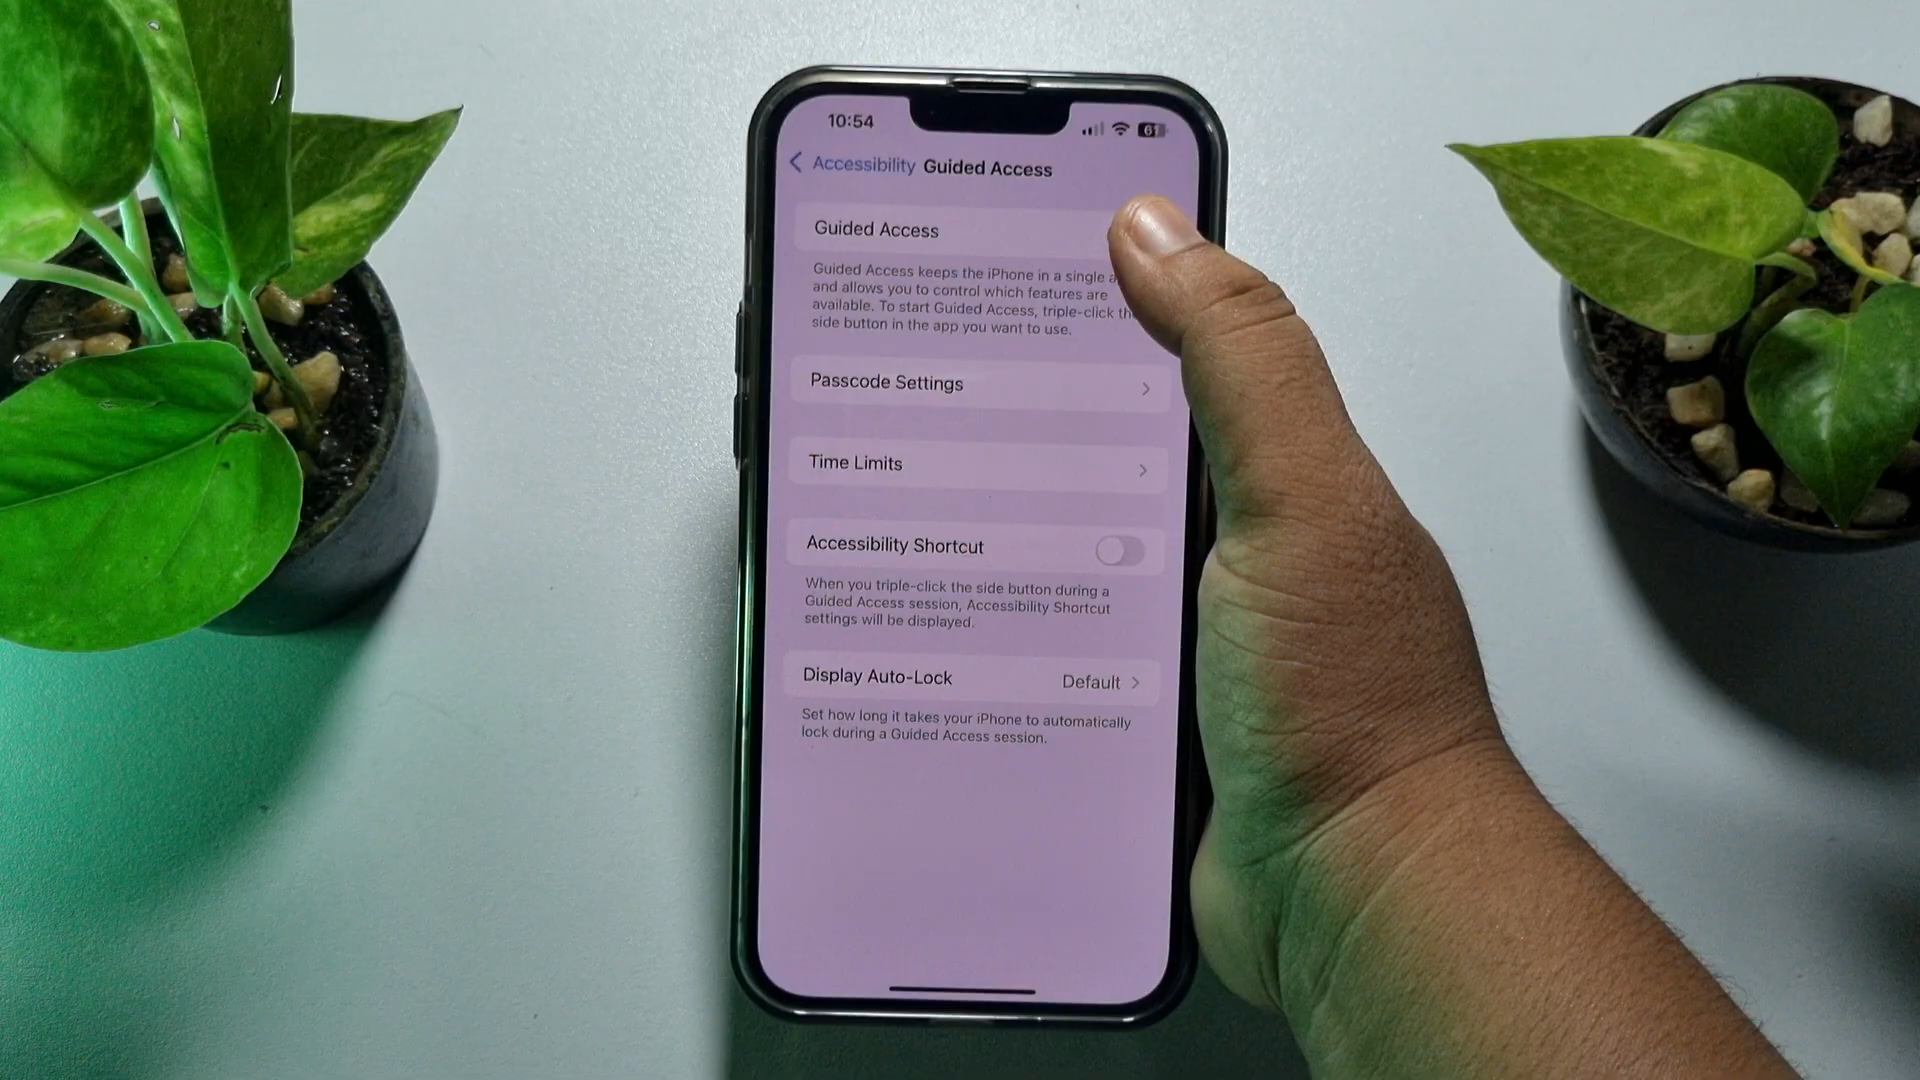 10:54
61
Accessibility Guided Access
Guided Access
Guided Access keeps the iPhone in a single
and allows you to control which features are
available. To start Guided Access, triple-click
side button in the app you want to use.
Passcode Settings
Time Limits
Accessibility Shortcut
When you triple-click the side button during a
Guided Access session, Accessibility Shortcut
settings will be displayed.
Display Auto-Lock Default
Set how long it takes your iPhone to automatically
lock during a Guided Access session.